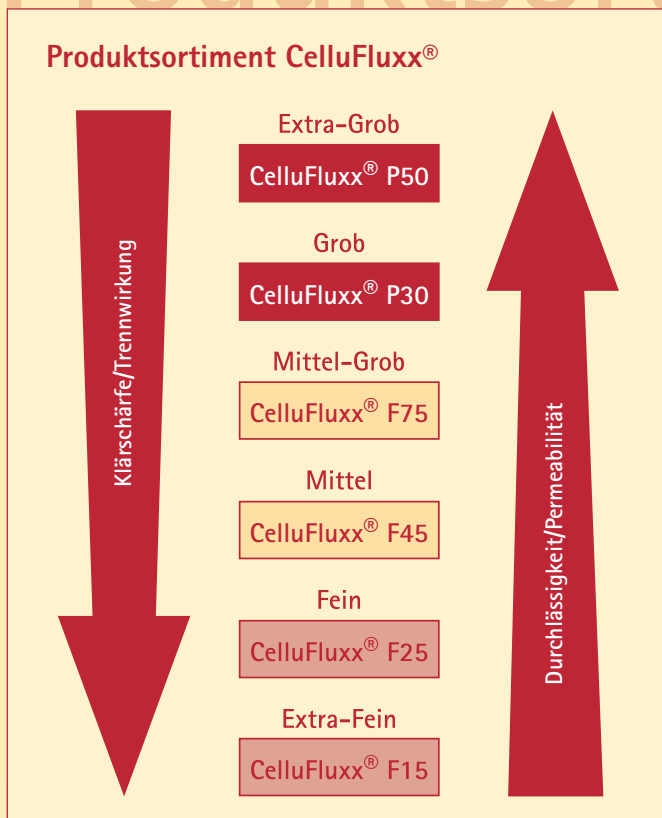 Produktsortiment CelluFluxx®
Klärschärfe/Trennwirkung
Extra-Grob
CelluFluxx® P50
Grob
CelluFluxx® P30
Mittel-Grob
CelluFluxx® F75
Mittel
CelluFluxx® F45
Fein
CelluFluxx® F25
Extra-Fein
CelluFluxx® F15
Durchlässigkeit/Permeabilität